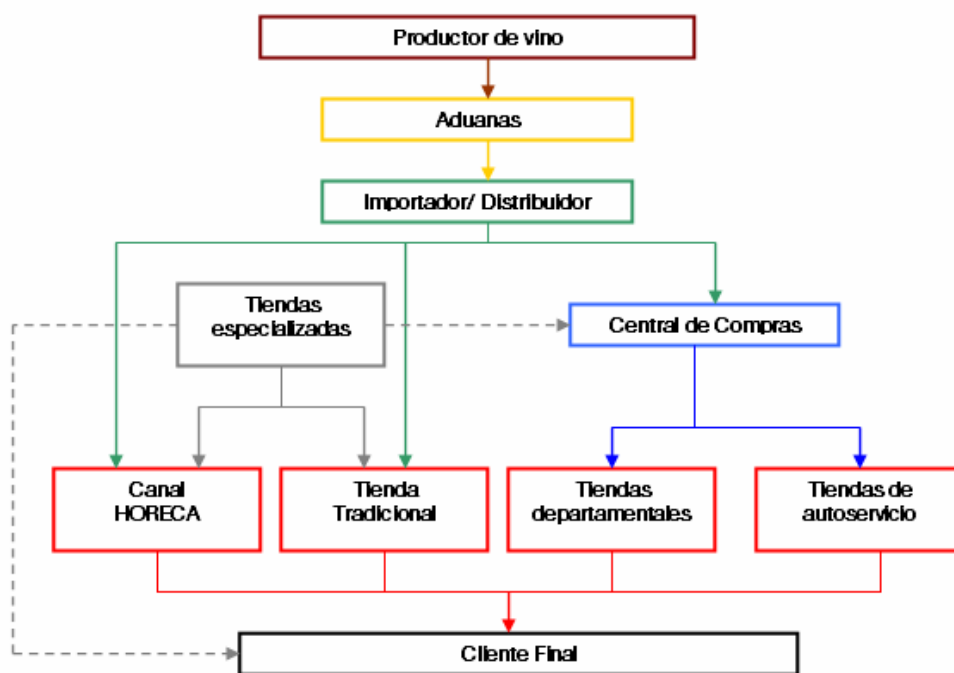 Productor de vino
Aduanas
Importador/ Distribuidor
Tiendas
especializadas
Central de Compras
Canal
HORECA
Tienda
Tradicional
Tiendas
departamentales
Tiendas de
autoservicio
Cliente Final